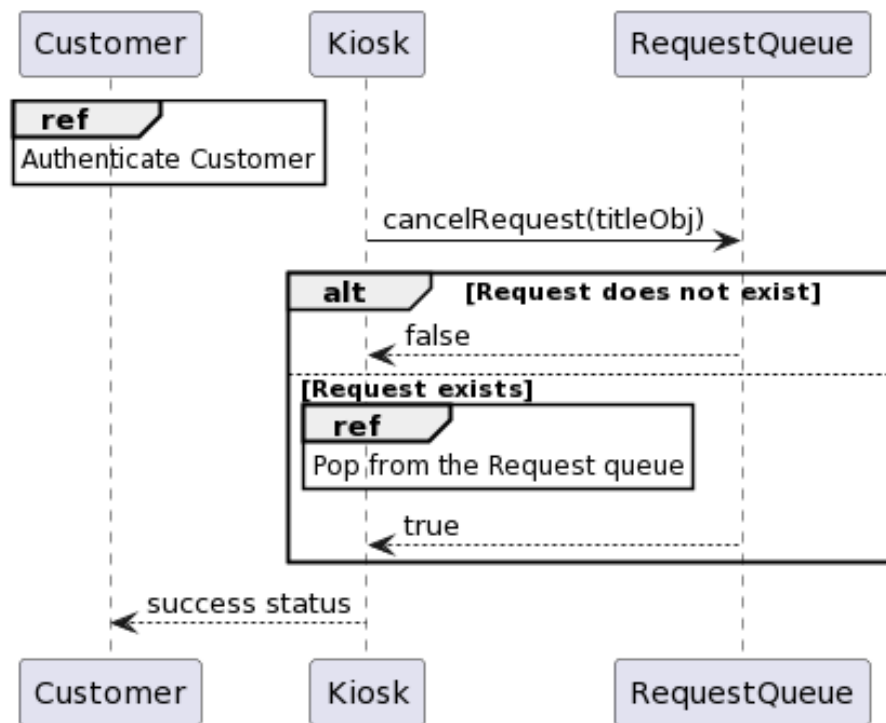 Customer
Kiosk
RequestQueue
ref
Authenticate Customer
cancelRequest(titleObj)
alt
[Request does not exist]
false
[Request exists]
ref
Pop from the Request queue
true
success status
Customer
Kiosk
RequestQueue